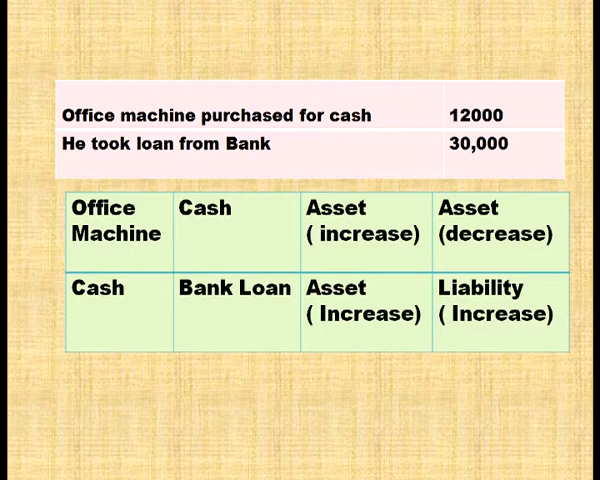 Office machine purchased for cash 12000
He took loan from Bank 30,000
Office Machine Cash Asset ( increase) Asset (decrease)
Cash Bank Loan Asset ( Increase) Liability ( Increase)